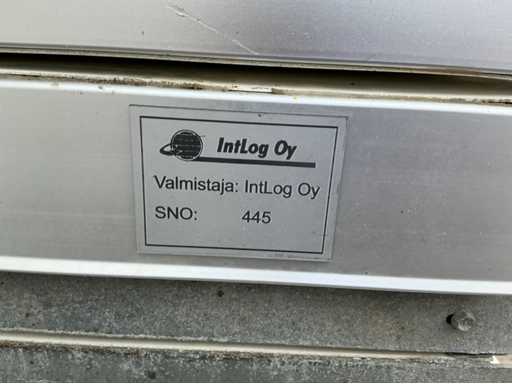 IntLog Oy
Valmistaja: IntLog Oy
SNO: 445